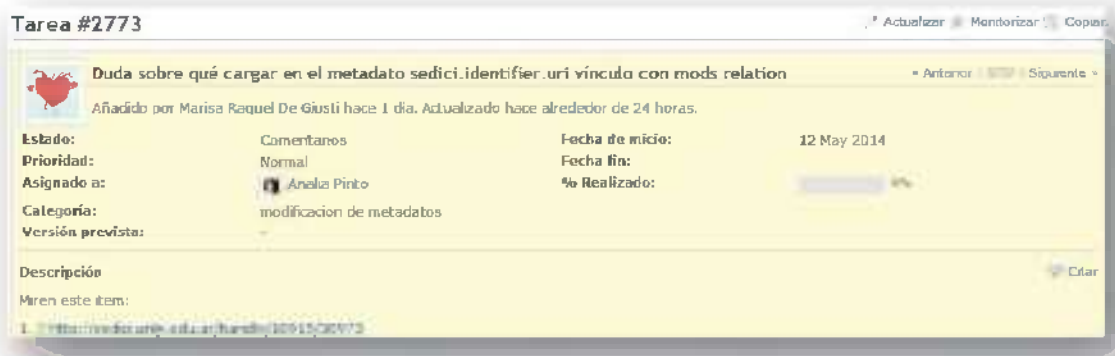 Tarea #2773
Actualizar Monitorizar Copiar
Duda sobre qué cargar en el metadato sedici.identifier.uri vínculo con mods relation
« Anterior Siguiente »
Añadido por Marisa Raquel De Giusti hace 1 dia. Actualizado hace alrededor de 24 horas.
Estado: Comentarios Fecha de inicio: 12 May 2014
Prioridad: Normal Fecha fin:
Asignado a: Analia Pinto % Realizado:
Categoría: modificacion de metadatos
Versión prevista: -
Descripción Citar
Miren este item:
1.